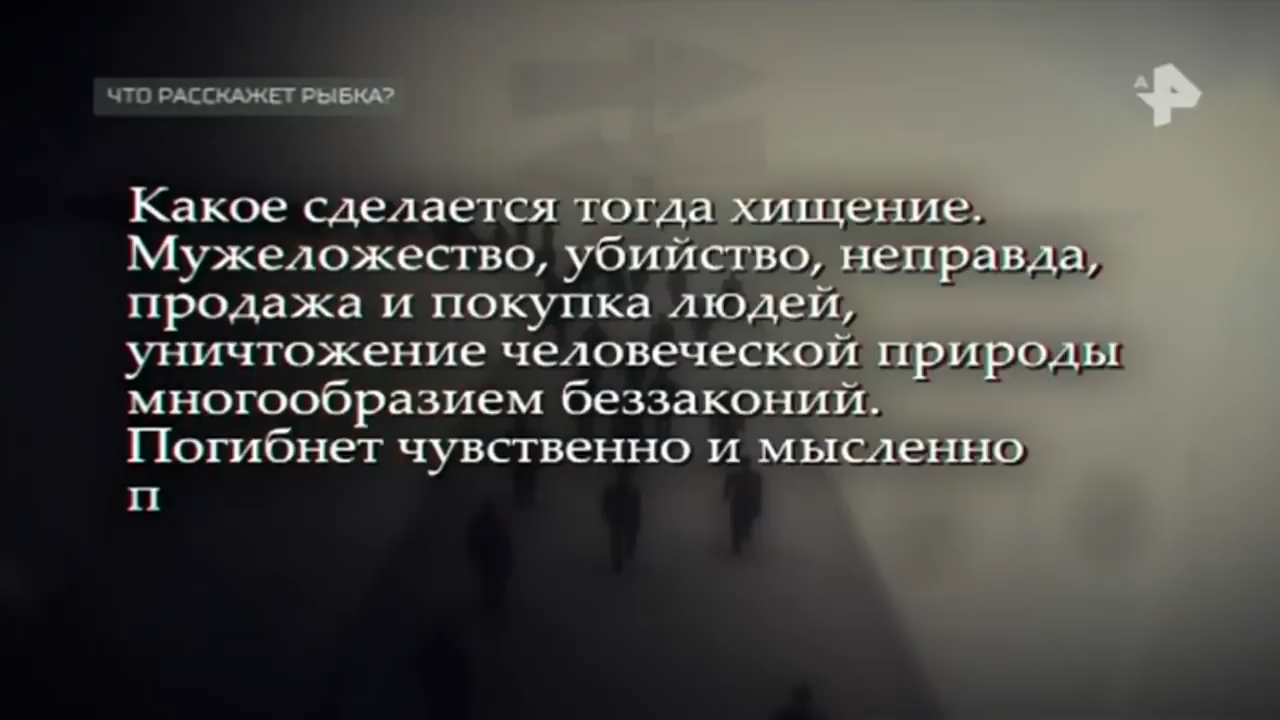 ЧТО РАССКАЖЕТ РЫБКА?
Какое сделается тогда хищение.
Мужеложество, убийство, неправда,
продажа и покупка людей,
уничтожение человеческой природы
многообразием беззаконий.
Погибнет чувственно и мысленно
п